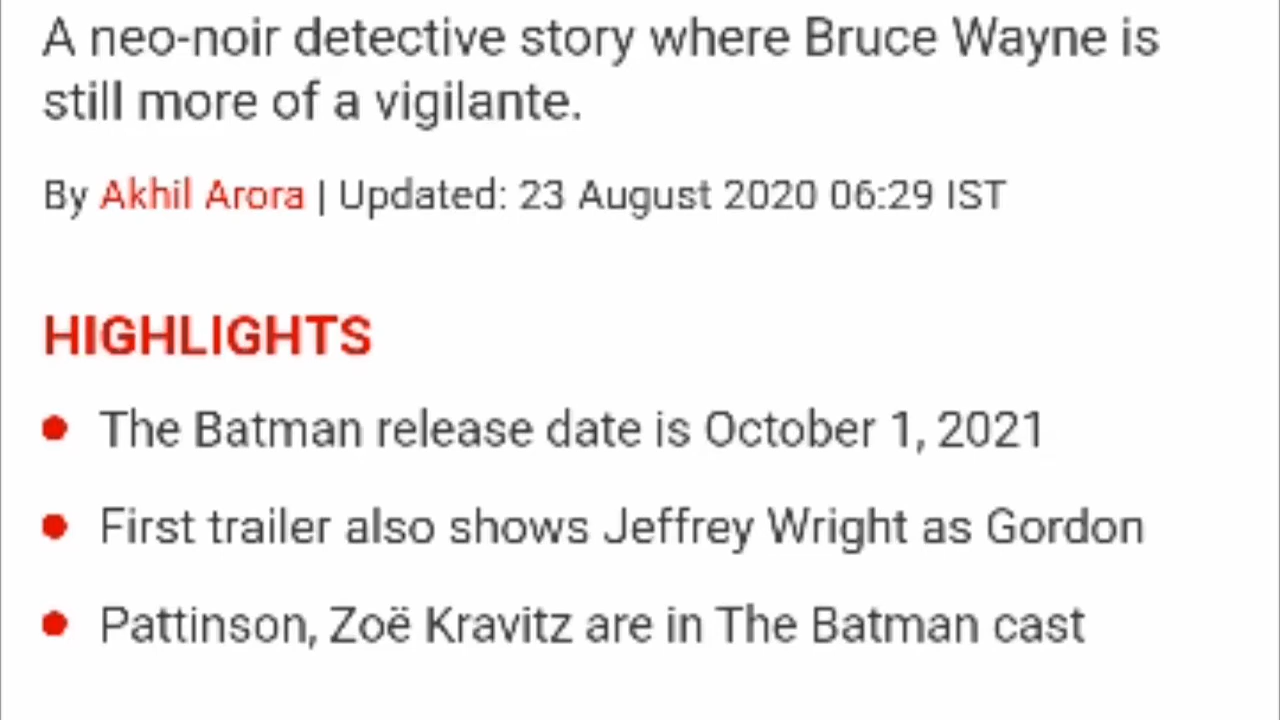 A neo-noir detective story where Bruce Wayne is
still more of a vigilante.
By Akhil Arora | Updated: 23 August 2020 06:29 IST
HIGHLIGHTS
The Batman release date is October 1, 2021
First trailer also shows Jeffrey Wright as Gordon
Pattinson, Zoë Kravitz are in The Batman cast